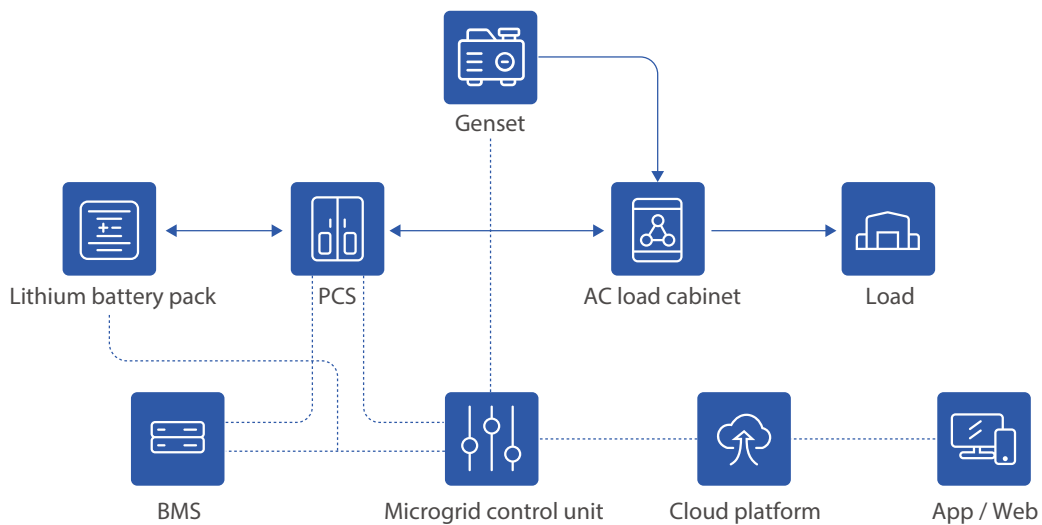 Genset
Lithium battery pack
PCS
AC load cabinet
Load
BMS
Microgrid control unit
Cloud platform
App / Web